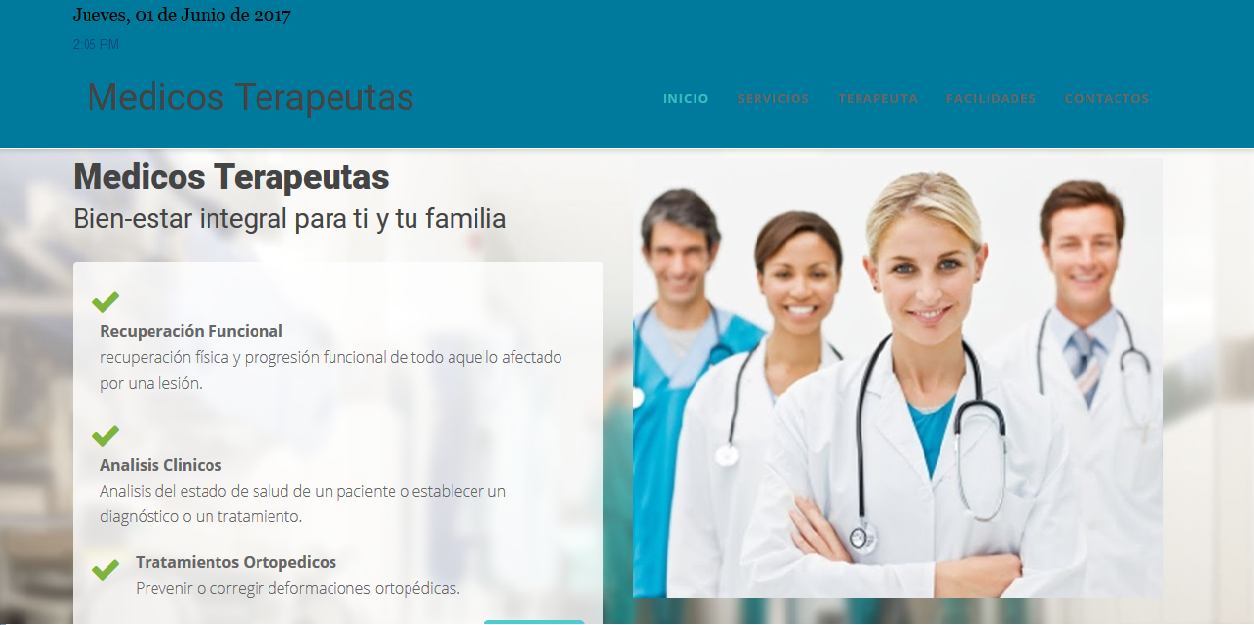 Jueves, 01 de Junio de 2017
2:05 PM
Medicos Terapeutas
INICIO SERVICIOS TERAPEUTA FACILIDADES CONTACTOS
Medicos Terapeutas
Bien-estar integral para ti y tu familia
Recuperación Funcional
recuperación física y progresión funcional de todo aquello afectado
por una lesión.
Analisis Clinicos
Analisis del estado de salud de un paciente o establecer un
diagnóstico o un tratamiento.
Tratamientos Ortopedicos
Prevenir o corregir deformaciones ortopédicas.